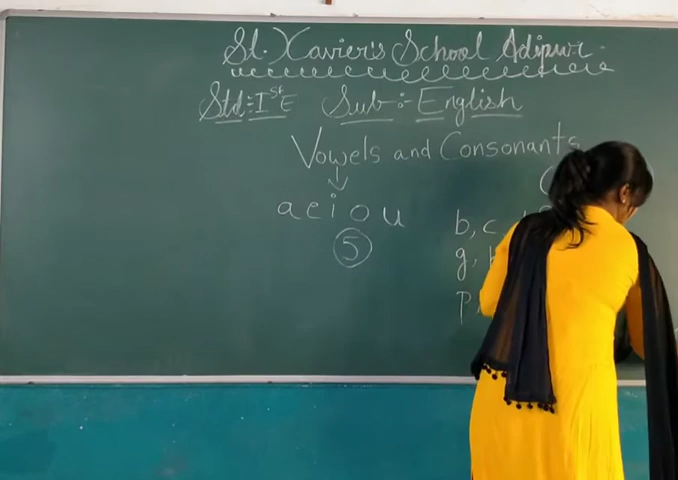 St. Xavier's School Adipur.
Std:- Ist E Sub:- English
Vowels and Consonants
a e i o u
5
b, c
g,
p